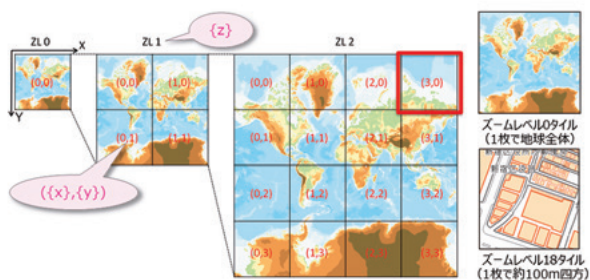 ZL 0
X
ZL 1
{z}
ZL 2
(0,0)
Y
(0,0)
(1,0)
(0,1)
(1,1)
({x},{y})
(0,0)
(1,0)
(2,0)
(3,0)
(0,1)
(1,1)
(2,1)
(3,1)
(0,2)
(1,2)
(2,2)
(3,2)
(0,3)
(1,3)
(2,3)
(3,3)
ズームレベル0タイル
(1枚で地球全体)
ズームレベル18タイル
(1枚で約100m四方)